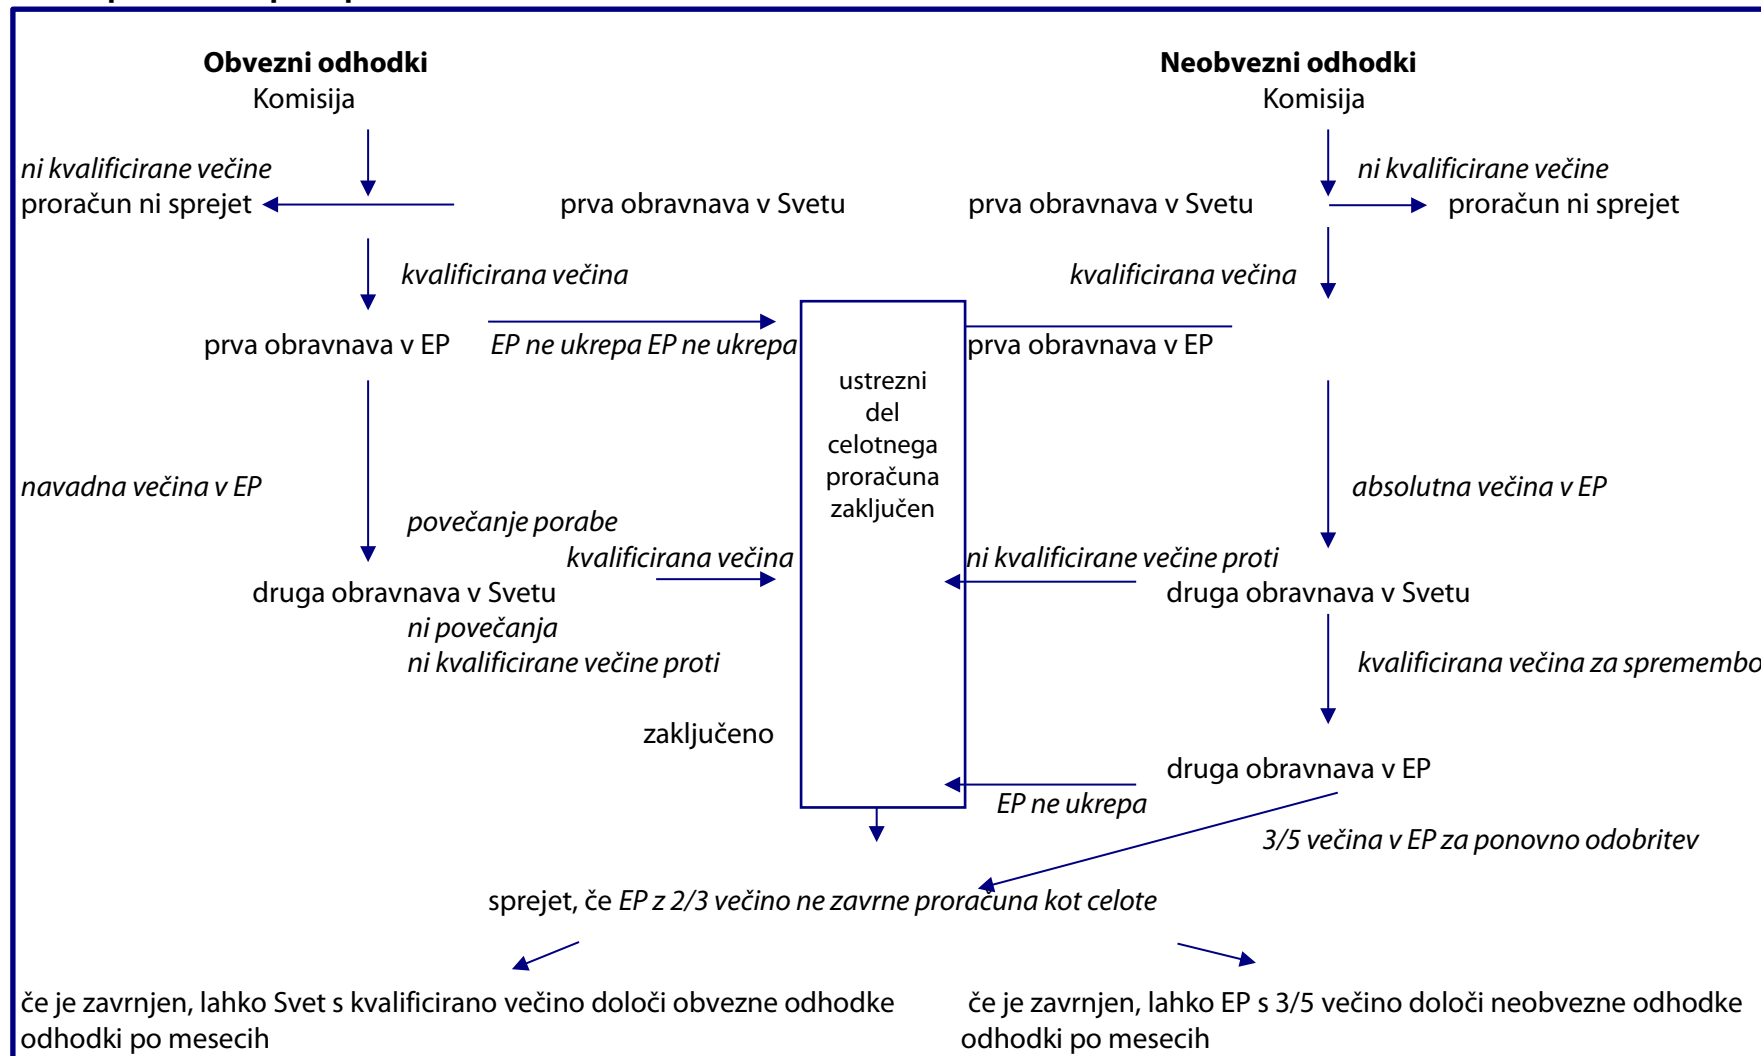 Obvezni odhodki
Neobvezni odhodki
Komisija
Komisija
ni kvalificirane večine
ni kvalificirane večine
proračun ni sprejet
prva obravnava v Svetu
prva obravnava v Svetu
proračun ni sprejet
kvalificirana večina
kvalificirana večina
prva obravnava v EP
EP ne ukrepa EP ne ukrepa
prva obravnava v EP
ustrezni
del
celotnega
proračuna
zaključen
navadna večina v EP
absolutna večina v EP
povečanje porabe
kvalificirana večina
ni kvalificirane večine proti
druga obravnava v Svetu
druga obravnava v Svetu
ni povečanja
ni kvalificirane večine proti
kvalificirana večina za spremembo
zaključeno
druga obravnava v EP
EP ne ukrepa
3/5 večina v EP za ponovno odobritev
sprejet, če EP z 2/3 večino ne zavrne proračuna kot celote
če je zavrnjen, lahko Svet s kvalificirano večino določi obvezne odhodke
odhodki po mesecih
če je zavrnjen, lahko EP s 3/5 večino določi neobvezne odhodke
odhodki po mesecih